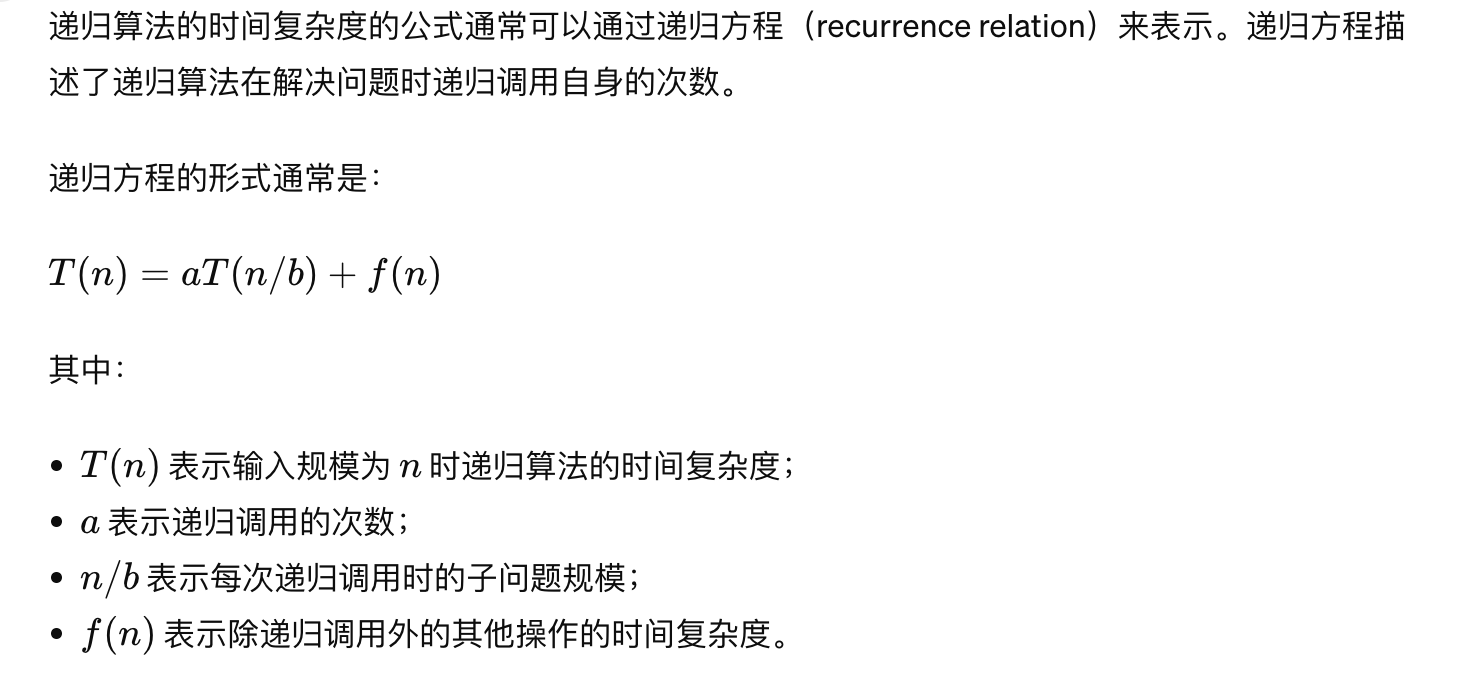 递归算法的时间复杂度的公式通常可以通过递归方程（recurrence relation）来表示。递归方程描
述了递归算法在解决问题时递归调用自身的次数。
递归方程的形式通常是：
T(n) = aT(n/b) + f(n)
其中：
• T(n) 表示输入规模为 n 时递归算法的时间复杂度；
• a 表示递归调用的次数；
• n/b 表示每次递归调用时的子问题规模；
• f(n) 表示除递归调用外的其他操作的时间复杂度。